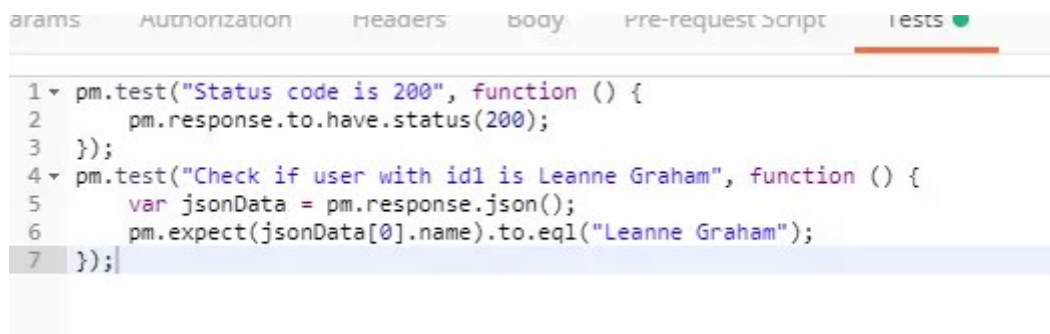 arams Authorization Headers Body Pre-request Script Tests
1 pm.test("Status code is 200", function () {
2 pm.response.to.have.status(200);
3 });
4 pm.test("Check if user with id1 is Leanne Graham", function () {
5 var jsonData = pm.response.json();
6 pm.expect(jsonData[0].name).to.eql("Leanne Graham");
7 });